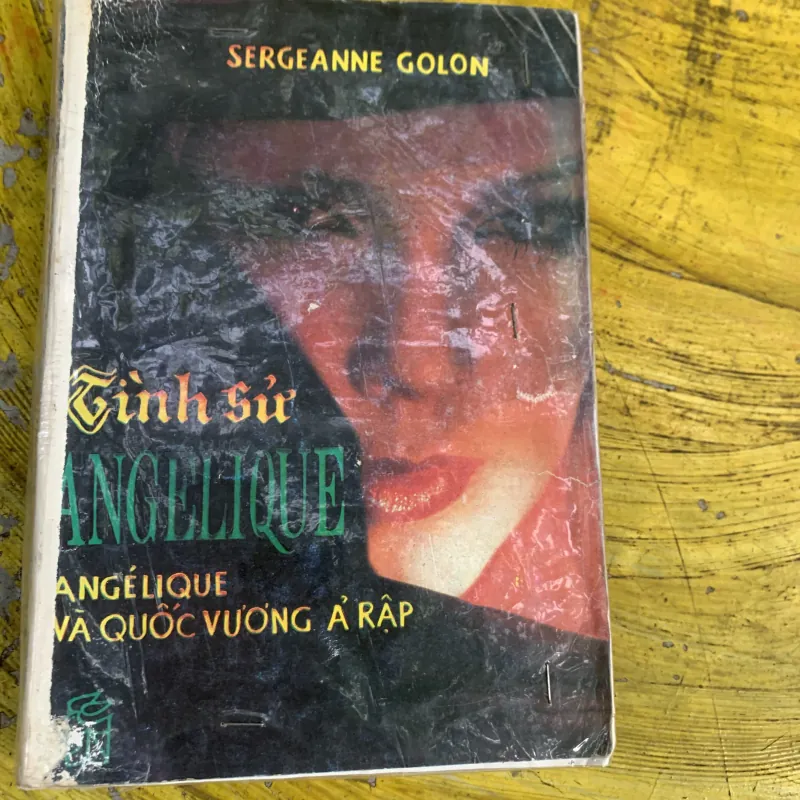 SERGEANNE GOLON
Tình sử
ANGELIQUE
ANGÉLIQUE
VÀ QUỐC VƯƠNG Ả RẬP